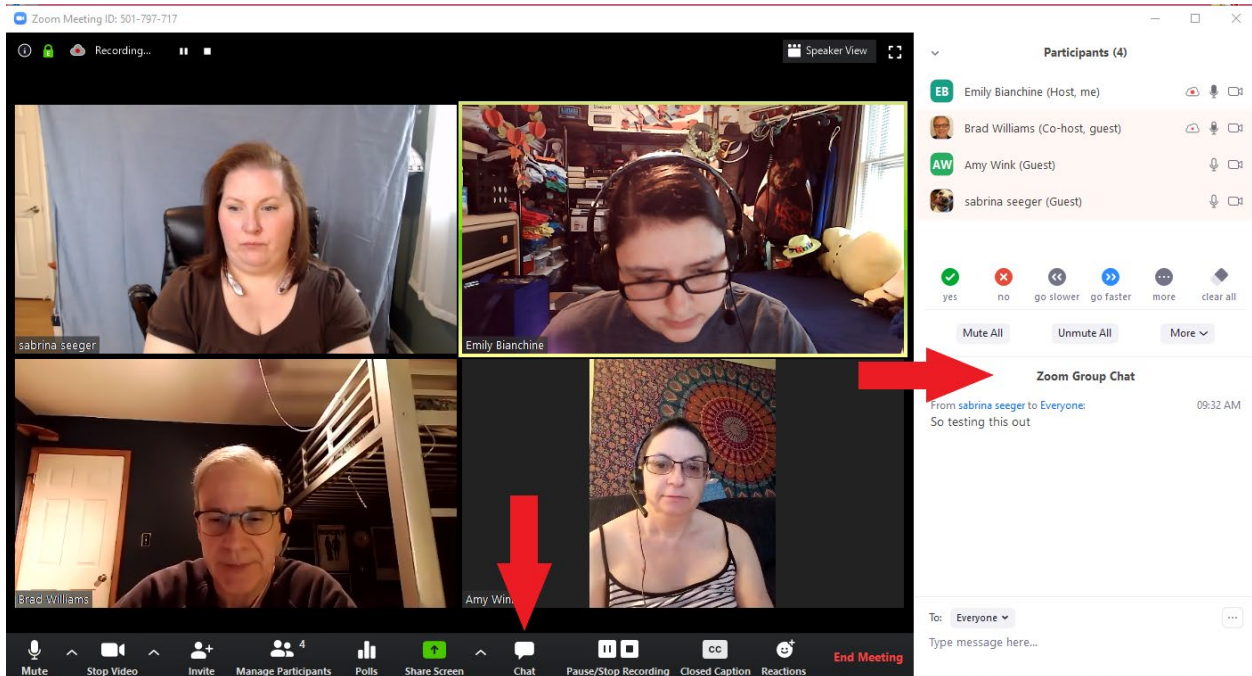 Zoom Meeting ID: 501-797-717
Recording...
Speaker View
sabrina seeger
Emily Bianchine
Brad Williams
Amy Win
Mute
Stop Video
Invite
4
Manage Participants
Polls
Share Screen
Chat
Pause/Stop Recording
CC
Closed Caption
Reactions
End Meeting
Participants (4)
EB
Emily Bianchine (Host, me)
Brad Williams (Co-host, guest)
AW
Amy Wink (Guest)
sabrina seeger (Guest)
yes
no
go slower
go faster
more
clear all
Mute All
Unmute All
More
Zoom Group Chat
From sabrina seeger to Everyone: 09:32 AM
So testing this out
To: Everyone
Type message here...